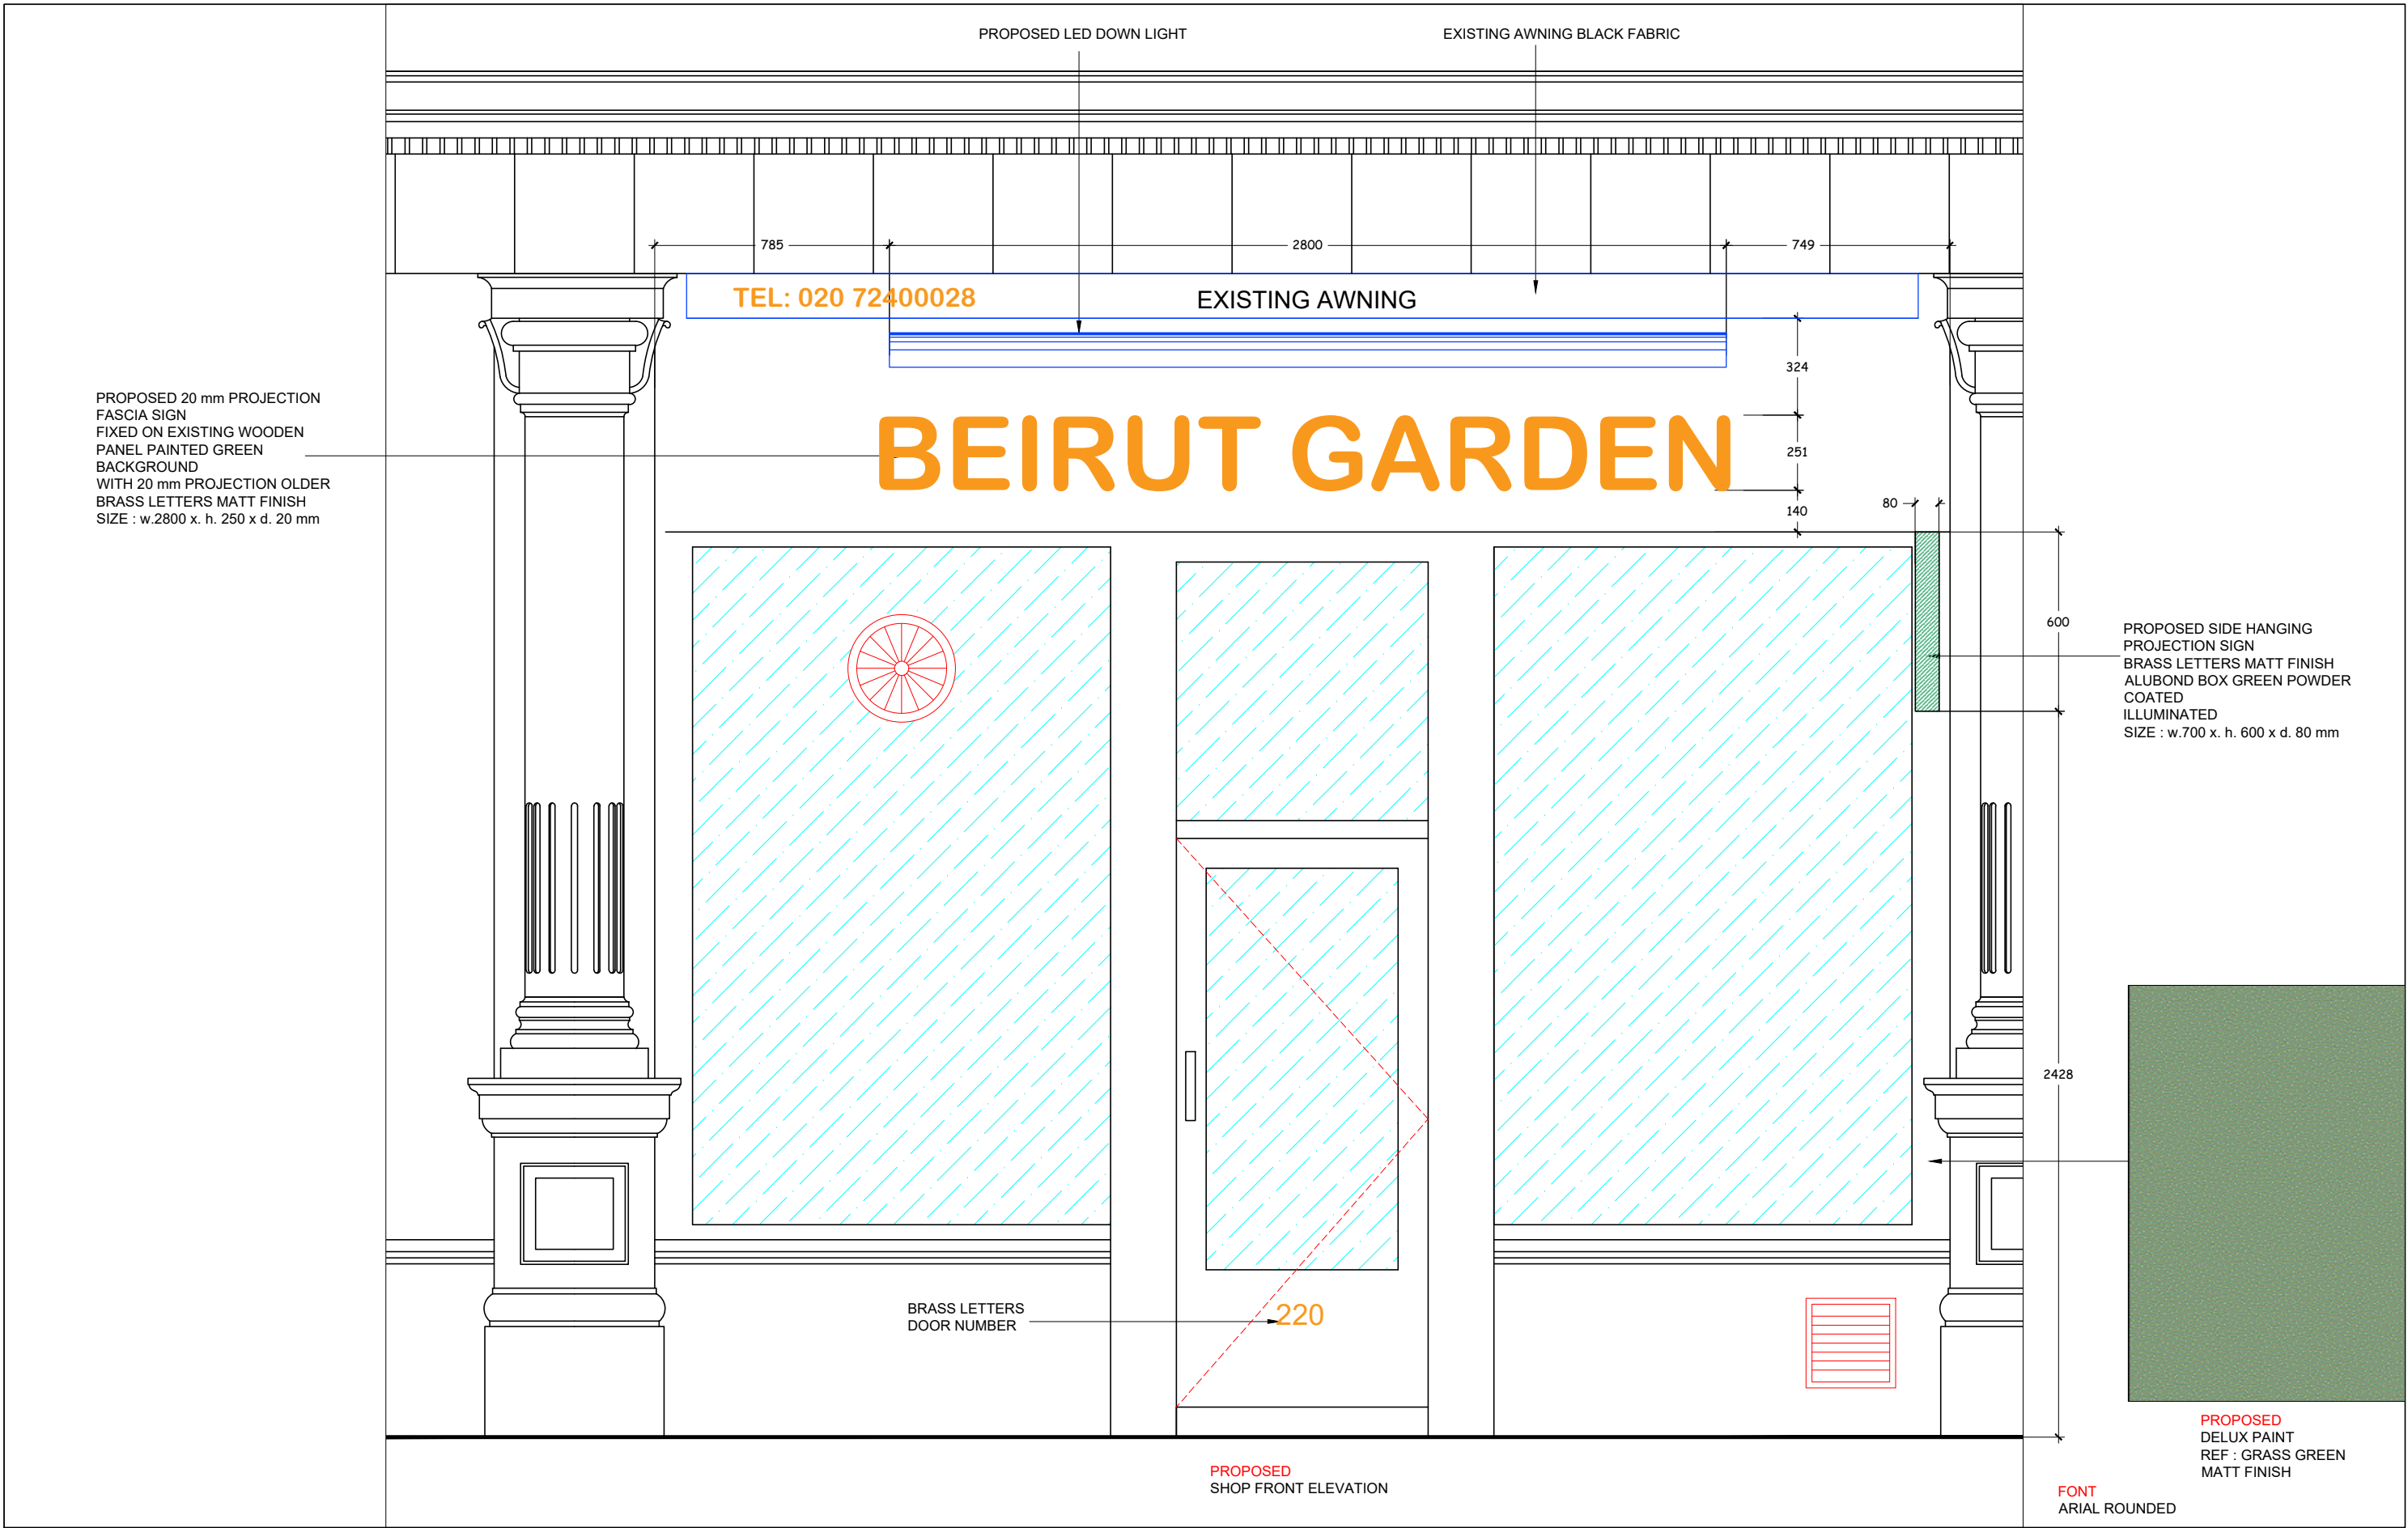 PROPOSED LED DOWN LIGHT
EXISTING AWNING BLACK FABRIC
785
2800
749
TEL: 020 72400028
EXISTING AWNING
324
PROPOSED 20 mm PROJECTION
FASCIA SIGN
FIXED ON EXISTING WOODEN
PANEL PAINTED GREEN
BACKGROUND
WITH 20 mm PROJECTION OLDER
BRASS LETTERS MATT FINISH
SIZE : w.2800 x. h. 250 x d. 20 mm
BEIRUT GARDEN
251
140
80
600
PROPOSED SIDE HANGING
PROJECTION SIGN
BRASS LETTERS MATT FINISH
ALUBOND BOX GREEN POWDER
COATED
ILLUMINATED
SIZE : w.700 x. h. 600 x d. 80 mm
2428
BRASS LETTERS
DOOR NUMBER
220
PROPOSED
DELUX PAINT
REF : GRASS GREEN
MATT FINISH
PROPOSED
SHOP FRONT ELEVATION
FONT
ARIAL ROUNDED